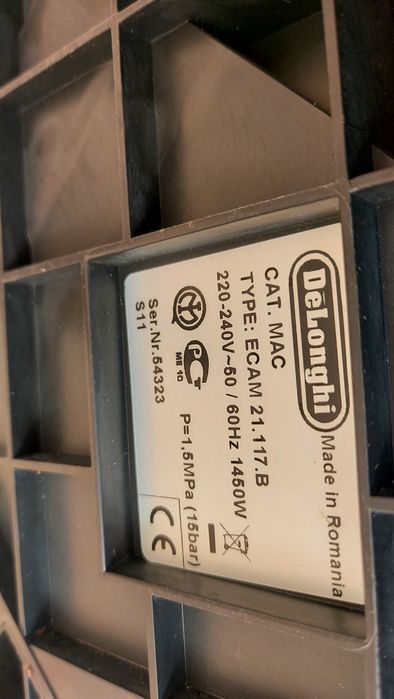 DeLonghi Made in Romania
CAT. MAC
TYPE: ECAM 21.117.B
220-240V~50 / 60Hz 1450W
ME 10
P=1,5MPa (15bar)
Ser.Nr.54323
S11
CE